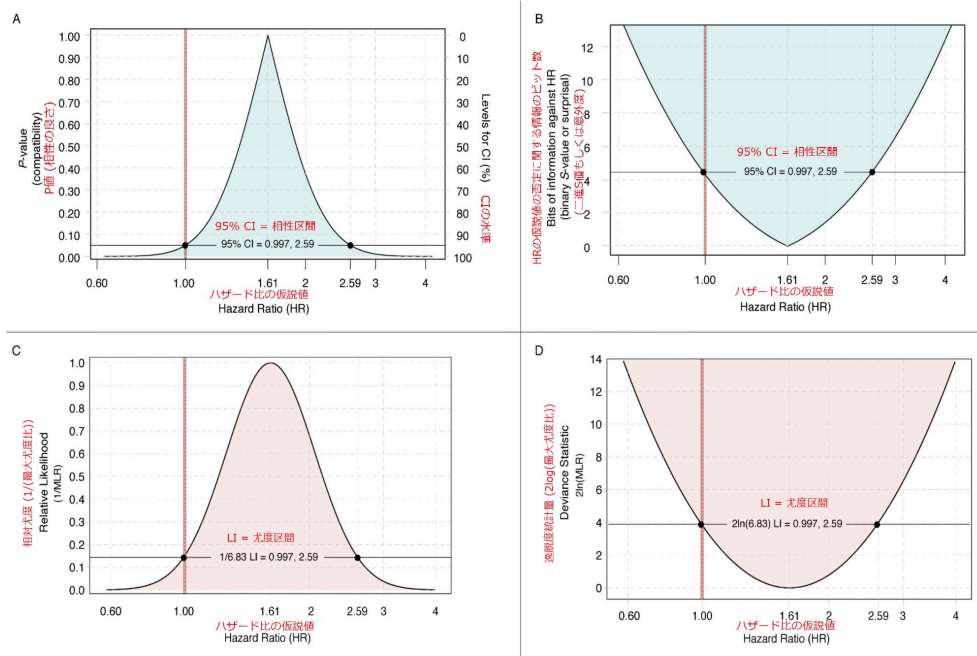 A
1.00
0.90
0.80
0.70
0.60
0.50
0.40
0.30
0.20
0.10
0.00
P-value
(compatibility)
P値 (相性の良さ)
0
10
20
30
40
50
60
70
80
90
100
Levels for CI (%)
CIの水準
95% CI = 相性区間
95% CI = 0.997, 2.59
0.60
1.00
1.61
2
2.59
3
4
ハザード比の仮説値
Hazard Ratio (HR)
B
HRの仮説値の否定に関する情報のビット数
Bits of information against HR
(binary S-value or surprisal)
(二進S値もしくは意外度)
12
10
8
6
4
2
0
95% CI = 相性区間
95% CI = 0.997, 2.59
0.60
1.00
1.61
2
2.59
3
4
ハザード比の仮説値
Hazard Ratio (HR)
C
相対尤度 (1/(最大尤度比))
Relative Likelihood
(1/MLR)
1.0
0.9
0.8
0.7
0.6
0.5
0.4
0.3
0.2
0.1
0.0
LI = 尤度区間
1/6.83 LI = 0.997, 2.59
0.60
1.00
1.61
2
2.59
3
4
ハザード比の仮説値
Hazard Ratio (HR)
D
逸脱度統計量 (2log(最大尤度比))
Deviance Statistic
2ln(MLR)
14
12
10
8
6
4
2
0
LI = 尤度区間
2ln(6.83) LI = 0.997, 2.59
0.60
1.00
1.61
2
2.59
3
4
ハザード比の仮説値
Hazard Ratio (HR)